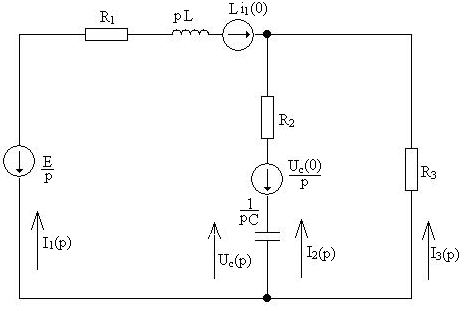 R1
pL
Li1(0)
R2
E
p
Uc(0)
p
R3
1
pC
I1(p)
Uc(p)
I2(p)
I3(p)